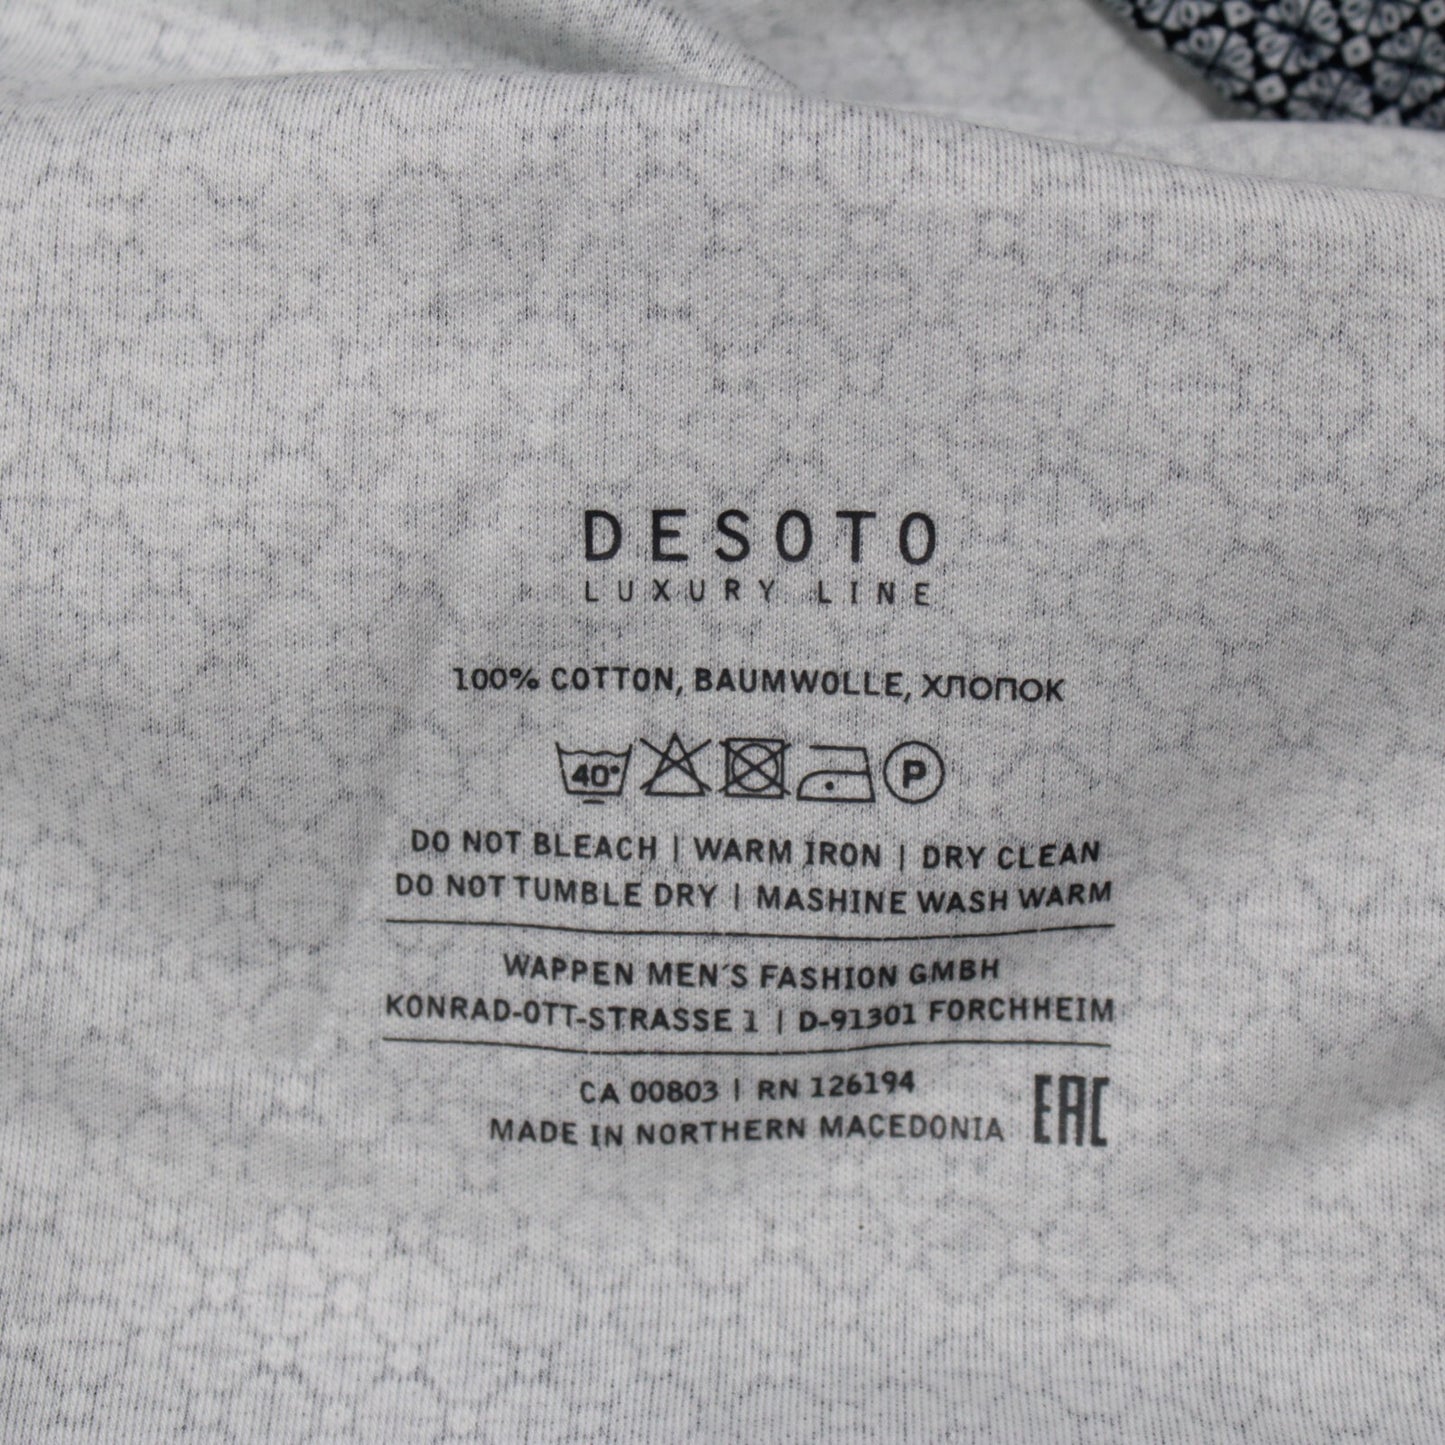 DESOTO
LUXURY LINE
100% COTTON, BAUMWOLLE, ХЛОПОК
40° P
DO NOT BLEACH | WARM IRON | DRY CLEAN
DO NOT TUMBLE DRY | MASHINE WASH WARM
WAPPEN MEN´S FASHION GMBH
KONRAD-OTT-STRASSE 1 | D-91301 FORCHHEIM
CA 00803 | RN 126194
MADE IN NORTHERN MACEDONIA EAC